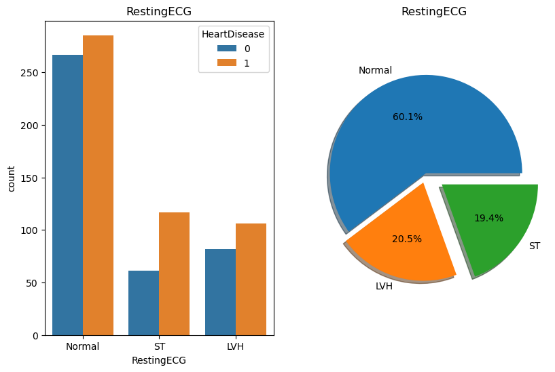 RestingECG
HeartDisease
0
1
250
200
150
100
50
0
count
Normal
ST
LVH
RestingECG
RestingECG
Normal
60.1%
20.5%
19.4%
ST
LVH